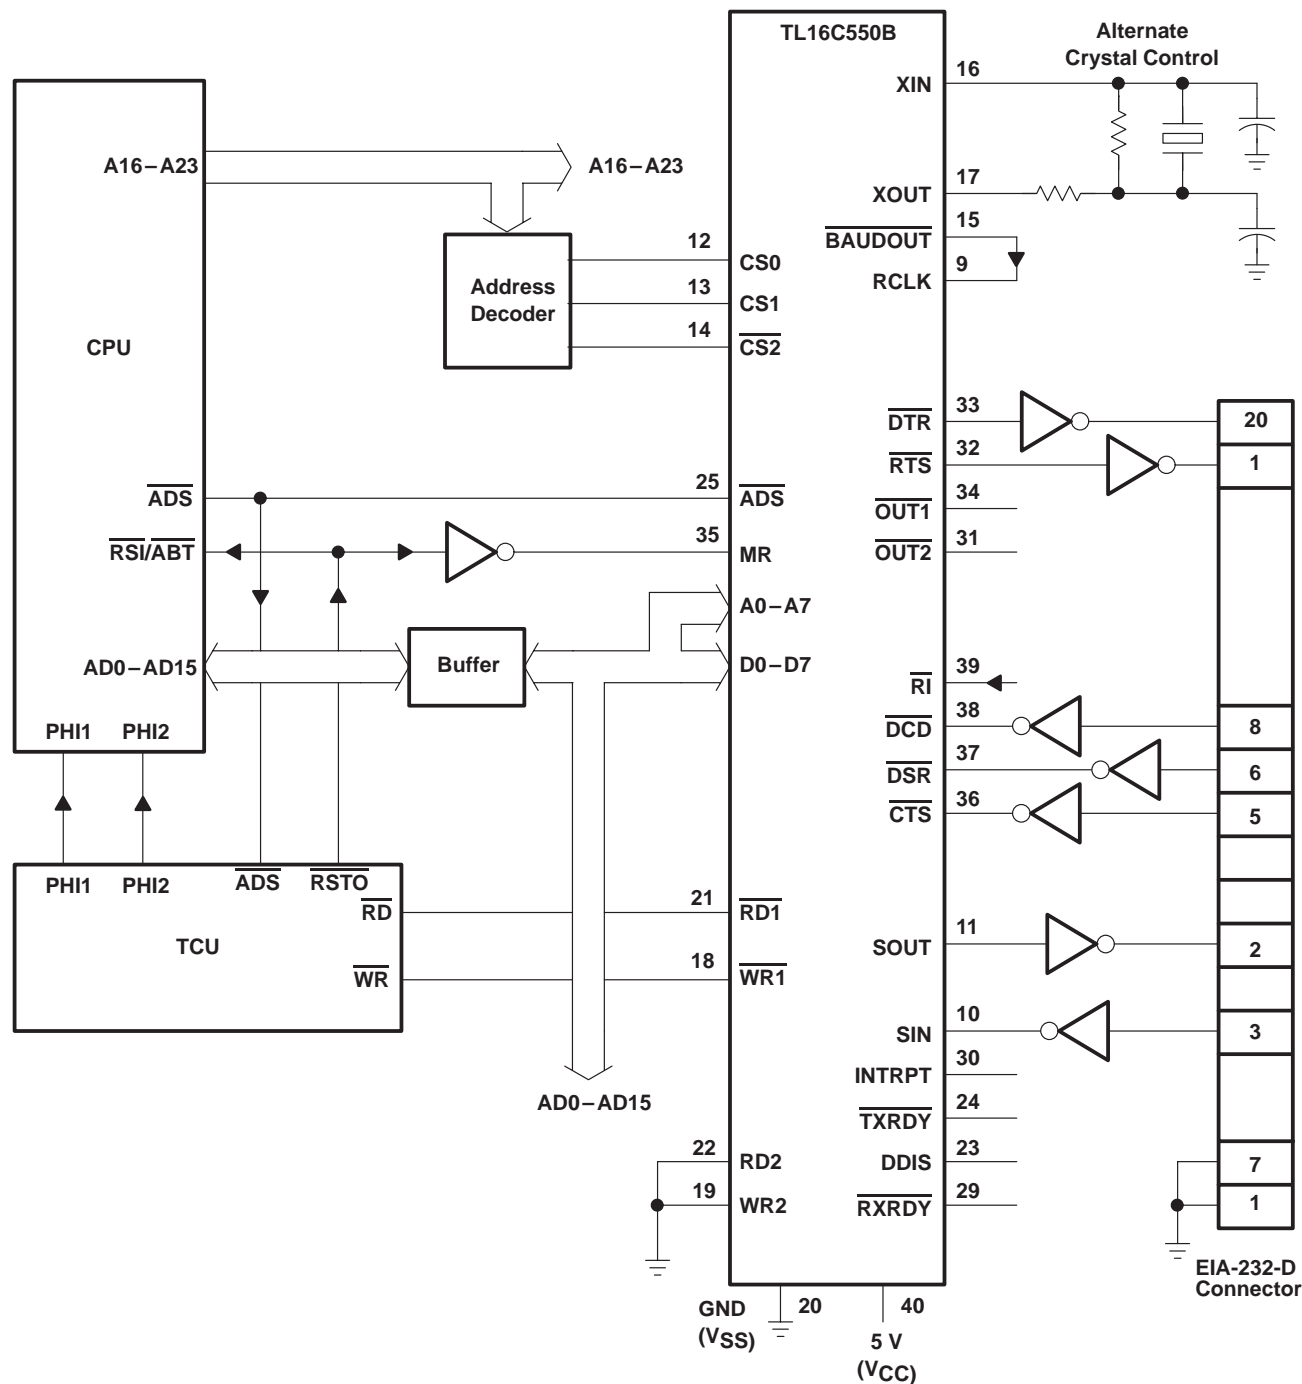 TL16C550B
Alternate
Crystal Control
XIN
16
A16–A23
A16–A23
XOUT
17
BAUDOUT
15
RCLK
9
12
CS0
13
CS1
14
CS2
Address
Decoder
CPU
DTR
33
20
RTS
32
1
ADS
25
ADS
OUT1
34
RSI/ABT
35
MR
OUT2
31
A0–A7
AD0–AD15
Buffer
D0–D7
RI
39
PHI1
PHI2
DCD
38
8
DSR
37
6
CTS
36
5
PHI1
PHI2
ADS
RSTO
RD
21
RD1
TCU
SOUT
11
2
WR
18
WR1
SIN
10
3
INTRPT
30
AD0–AD15
TXRDY
24
22
RD2
DDIS
23
7
19
WR2
RXRDY
29
1
EIA-232-D
Connector
GND
(VSS)
20
40
5 V
(VCC)